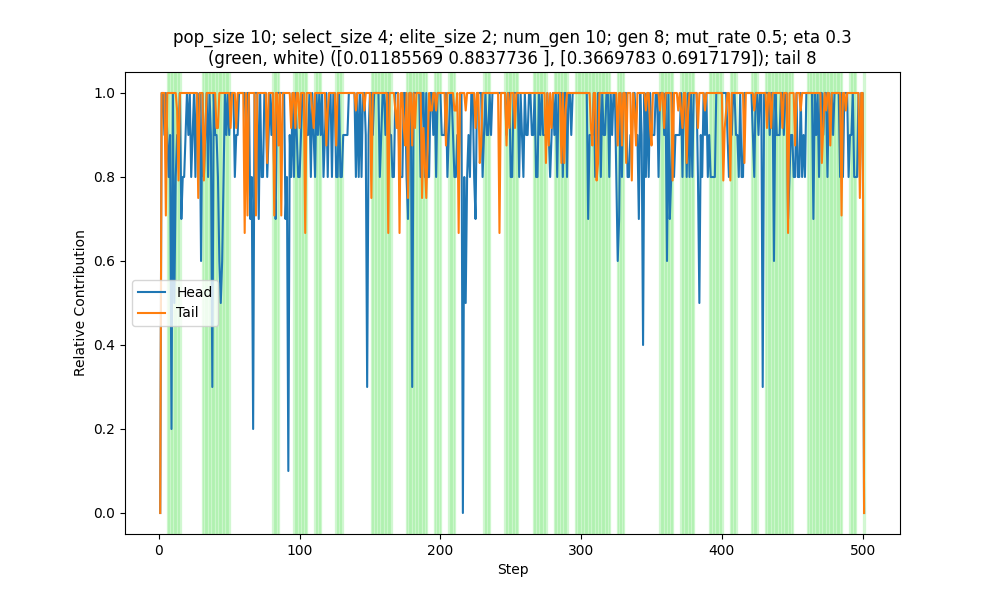 pop_size 10; select_size 4; elite_size 2; num_gen 10; gen 8; mut_rate 0.5; eta 0.3
(green, white) ([0.01185569 0.8837736 ], [0.3669783 0.6917179]); tail 8
1.0
0.8
0.6
0.4
0.2
0.0
Relative Contribution
Head
Tail
0
100
200
300
400
500
Step